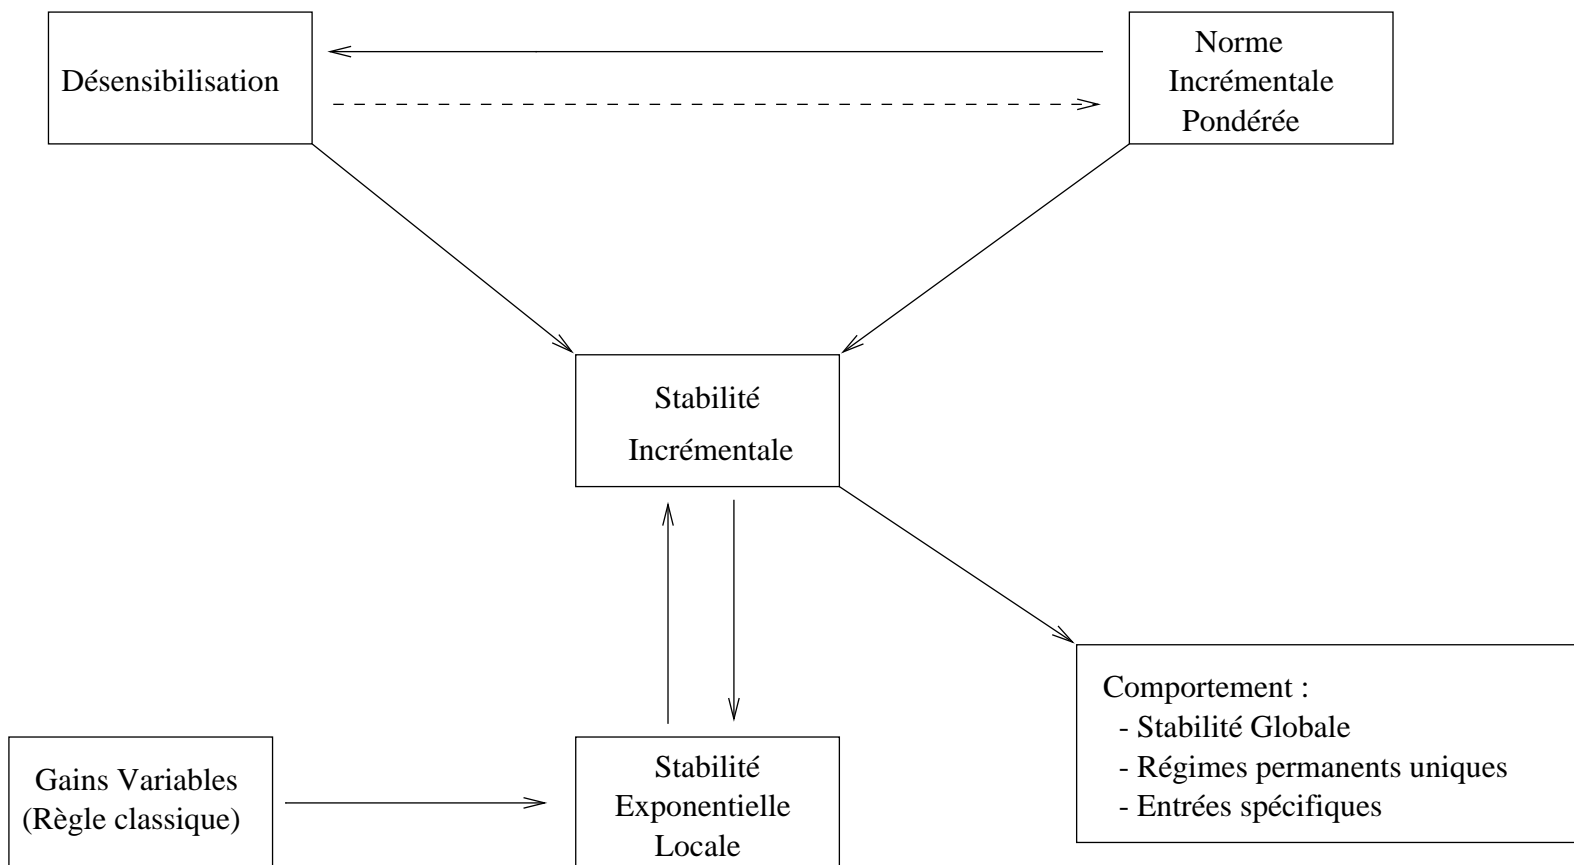 Désensibilisation
Norme
Incrémentale
Pondérée
Stabilité
Incrémentale
Comportement :
- Stabilité Globale
- Régimes permanents uniques
- Entrées spécifiques
Gains Variables
(Règle classique)
Stabilité
Exponentielle
Locale